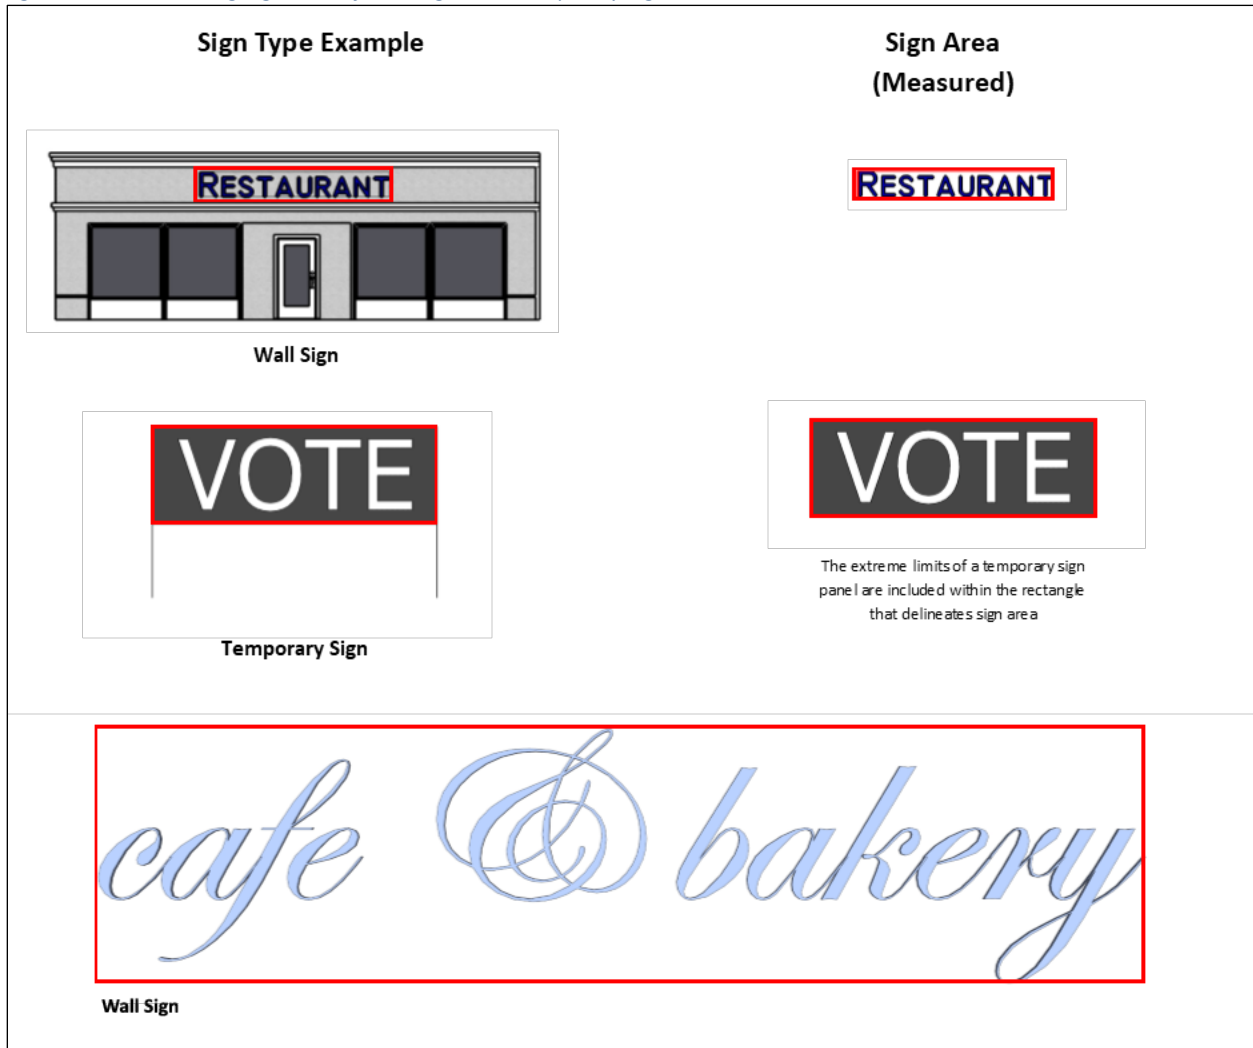 Sign Type Example
Sign Area
(Measured)
RESTAURANT
RESTAURANT
Wall Sign
VOTE
VOTE
The extreme limits of a temporary sign
panel are included within the rectangle
that delineates sign area
Temporary Sign
cafe & bakery
Wall Sign